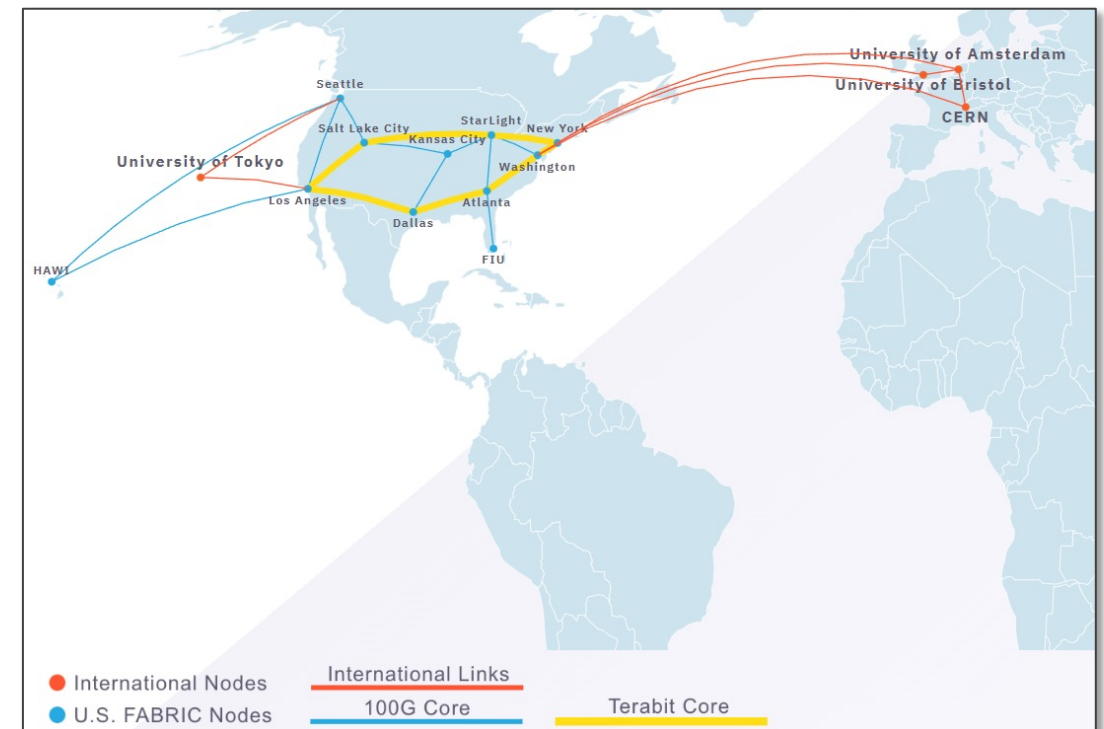 University of Amsterdam
University of Bristol
CERN
Seattle
StarLight
Salt Lake City
New York
Kansas City
University of Tokyo
Washington
Los Angeles
Atlanta
Dallas
FIU
HAWI
International Nodes
International Links
U.S. FABRIC Nodes
100G Core
Terabit Core